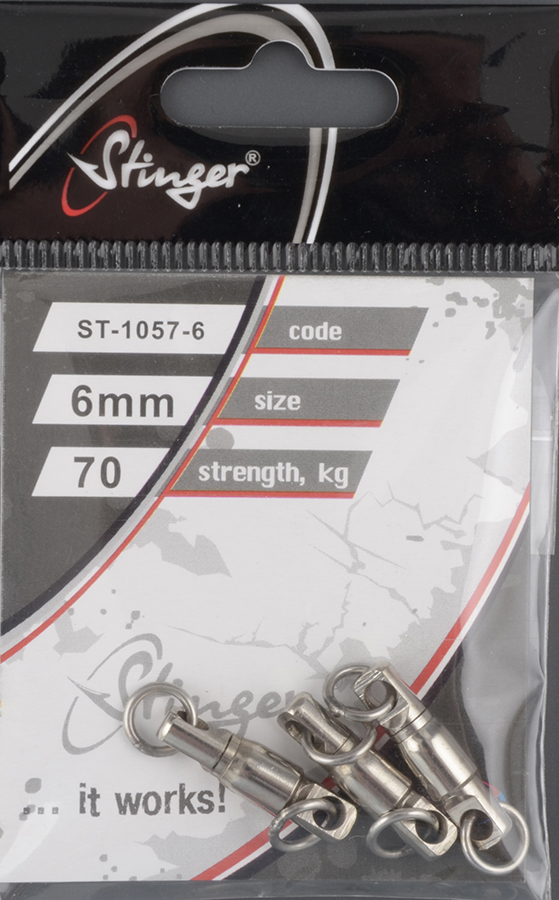 Stinger®
ST-1057-6 code
6mm size
70 strength, kg
Stinger
... it works!